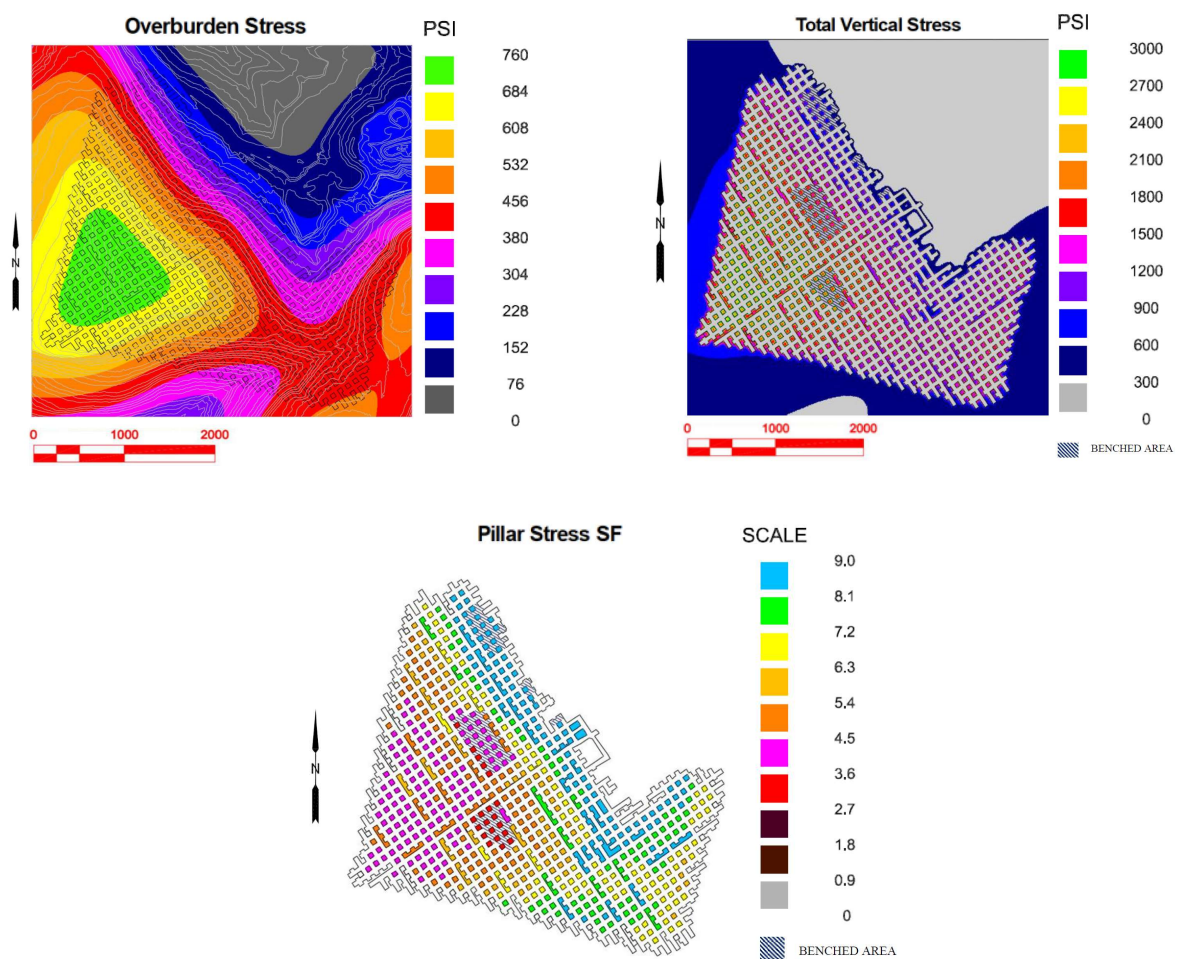 Overburden Stress
PSI
760
684
608
532
456
380
304
228
152
76
0
N
0 1000 2000
Total Vertical Stress
PSI
3000
2700
2400
2100
1800
1500
1200
900
600
300
0
N
0 1000 2000
BENCHED AREA
Pillar Stress SF
SCALE
9.0
8.1
7.2
6.3
5.4
4.5
3.6
2.7
1.8
0.9
0
N
BENCHED AREA